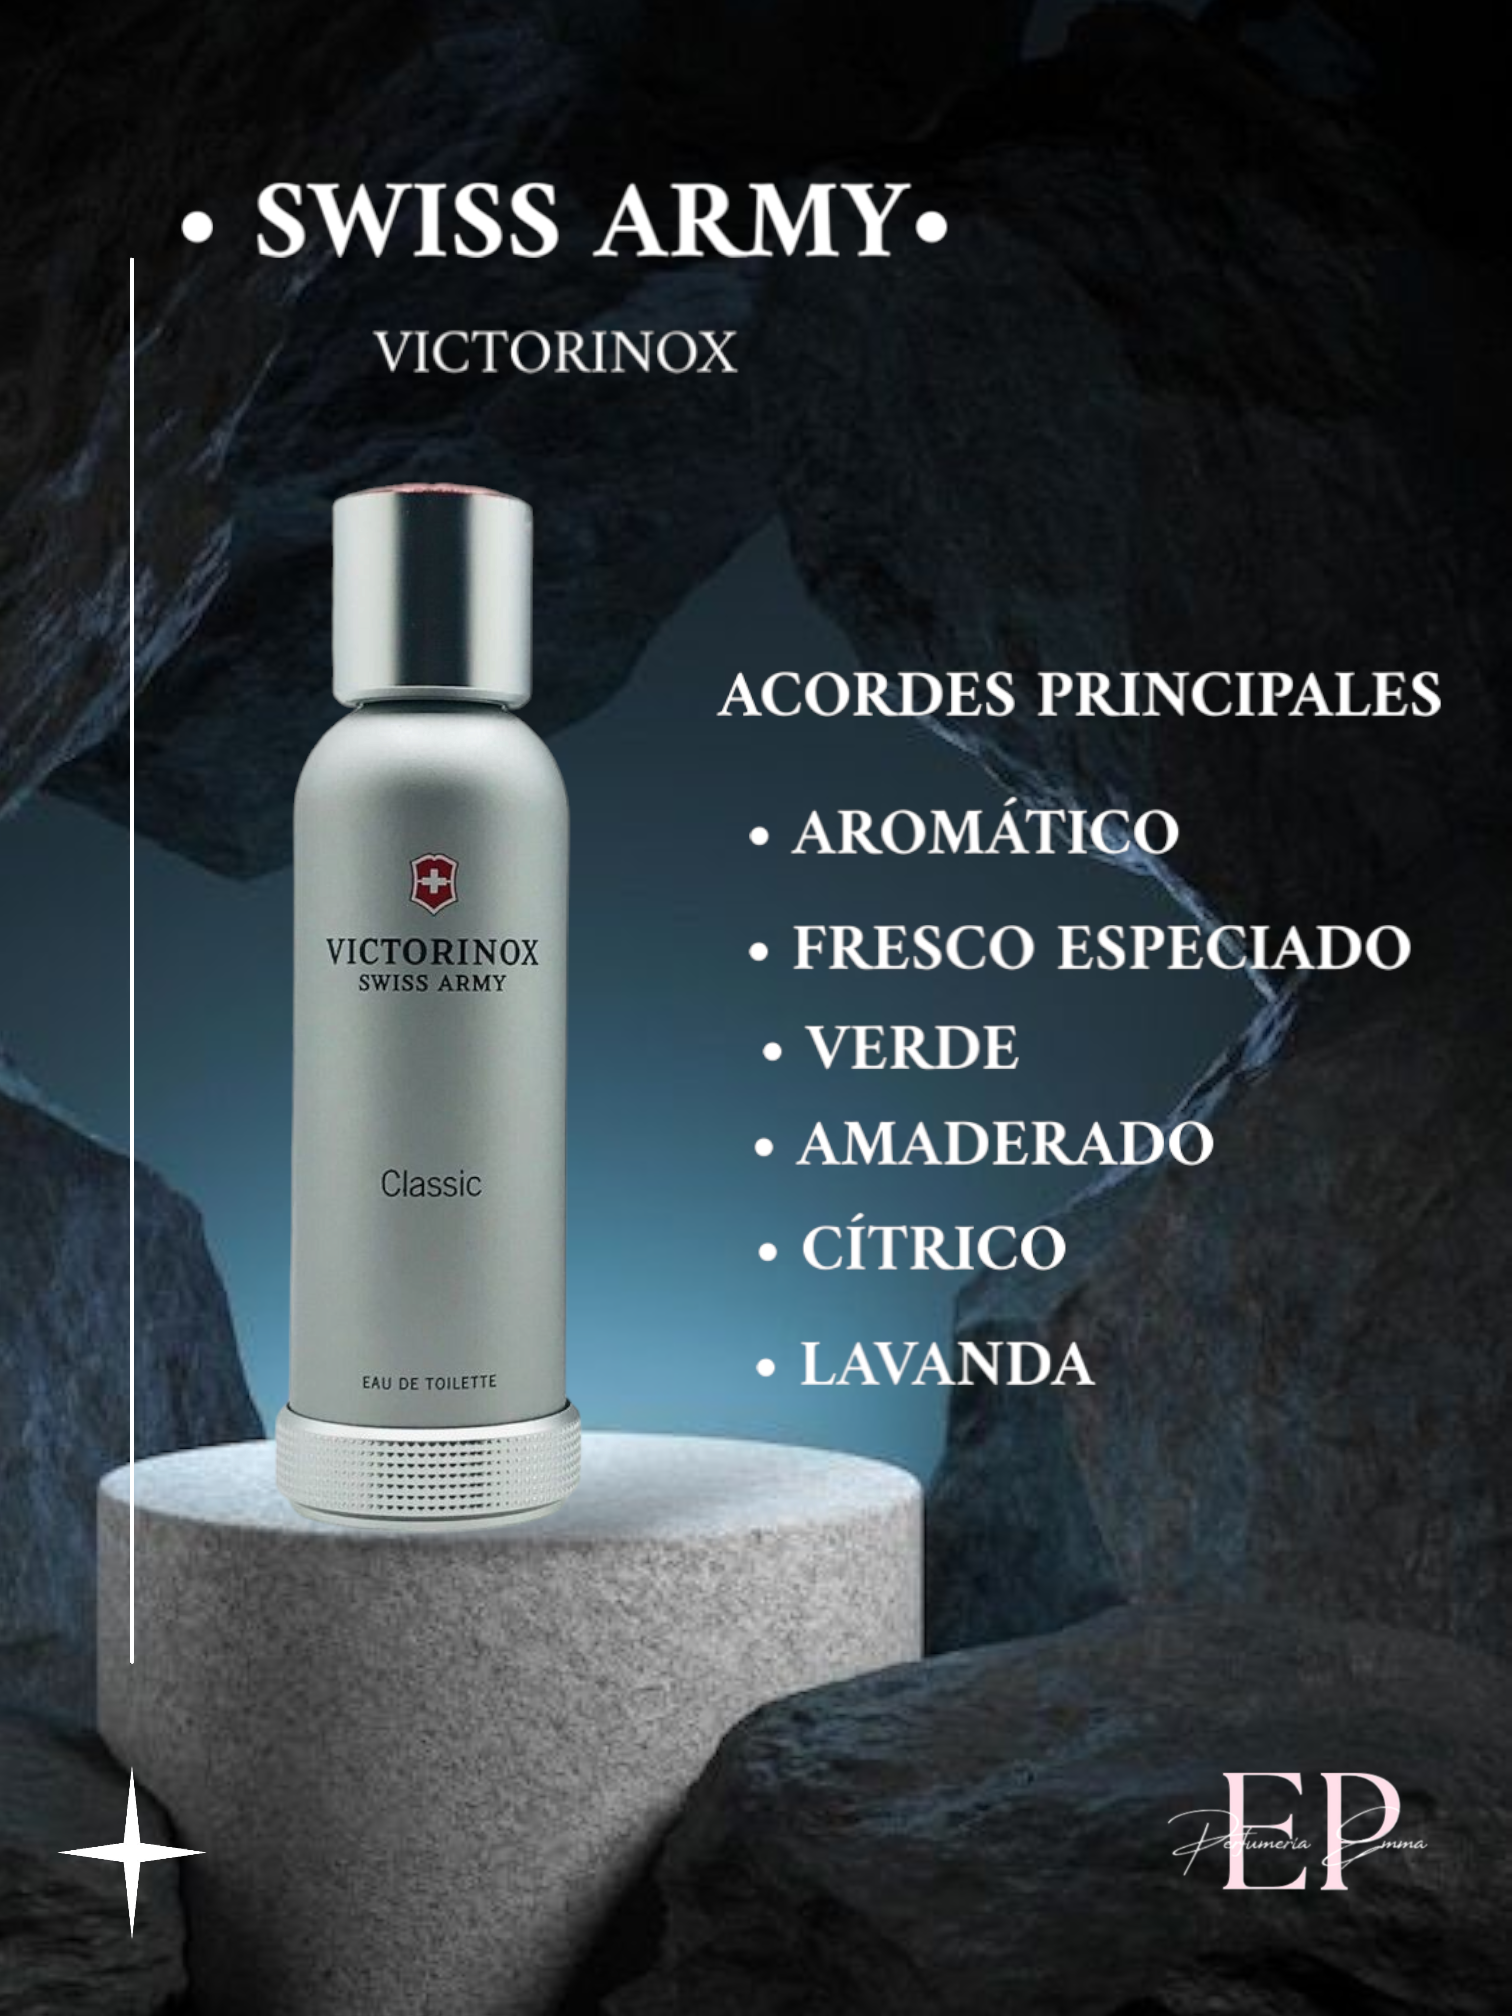 • SWISS ARMY•
VICTORINOX
ACORDES PRINCIPALES
• AROMÁTICO
• FRESCO ESPECIADO
• VERDE
• AMADERADO
• CÍTRICO
• LAVANDA
VICTORINOX
SWISS ARMY
Classic
EAU DE TOILETTE
EP
Perfumeria Emma